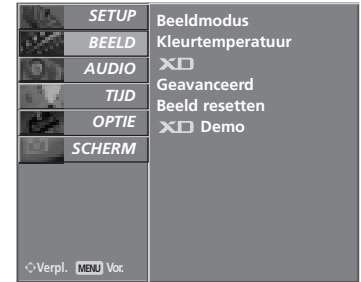 SETUP
BEELD
AUDIO
TIJD
OPTIE
SCHERM
Verpl. MENU Vor.
Beeldmodus
Kleurtemperatuur
XD
Geavanceerd
Beeld resetten
XD Demo